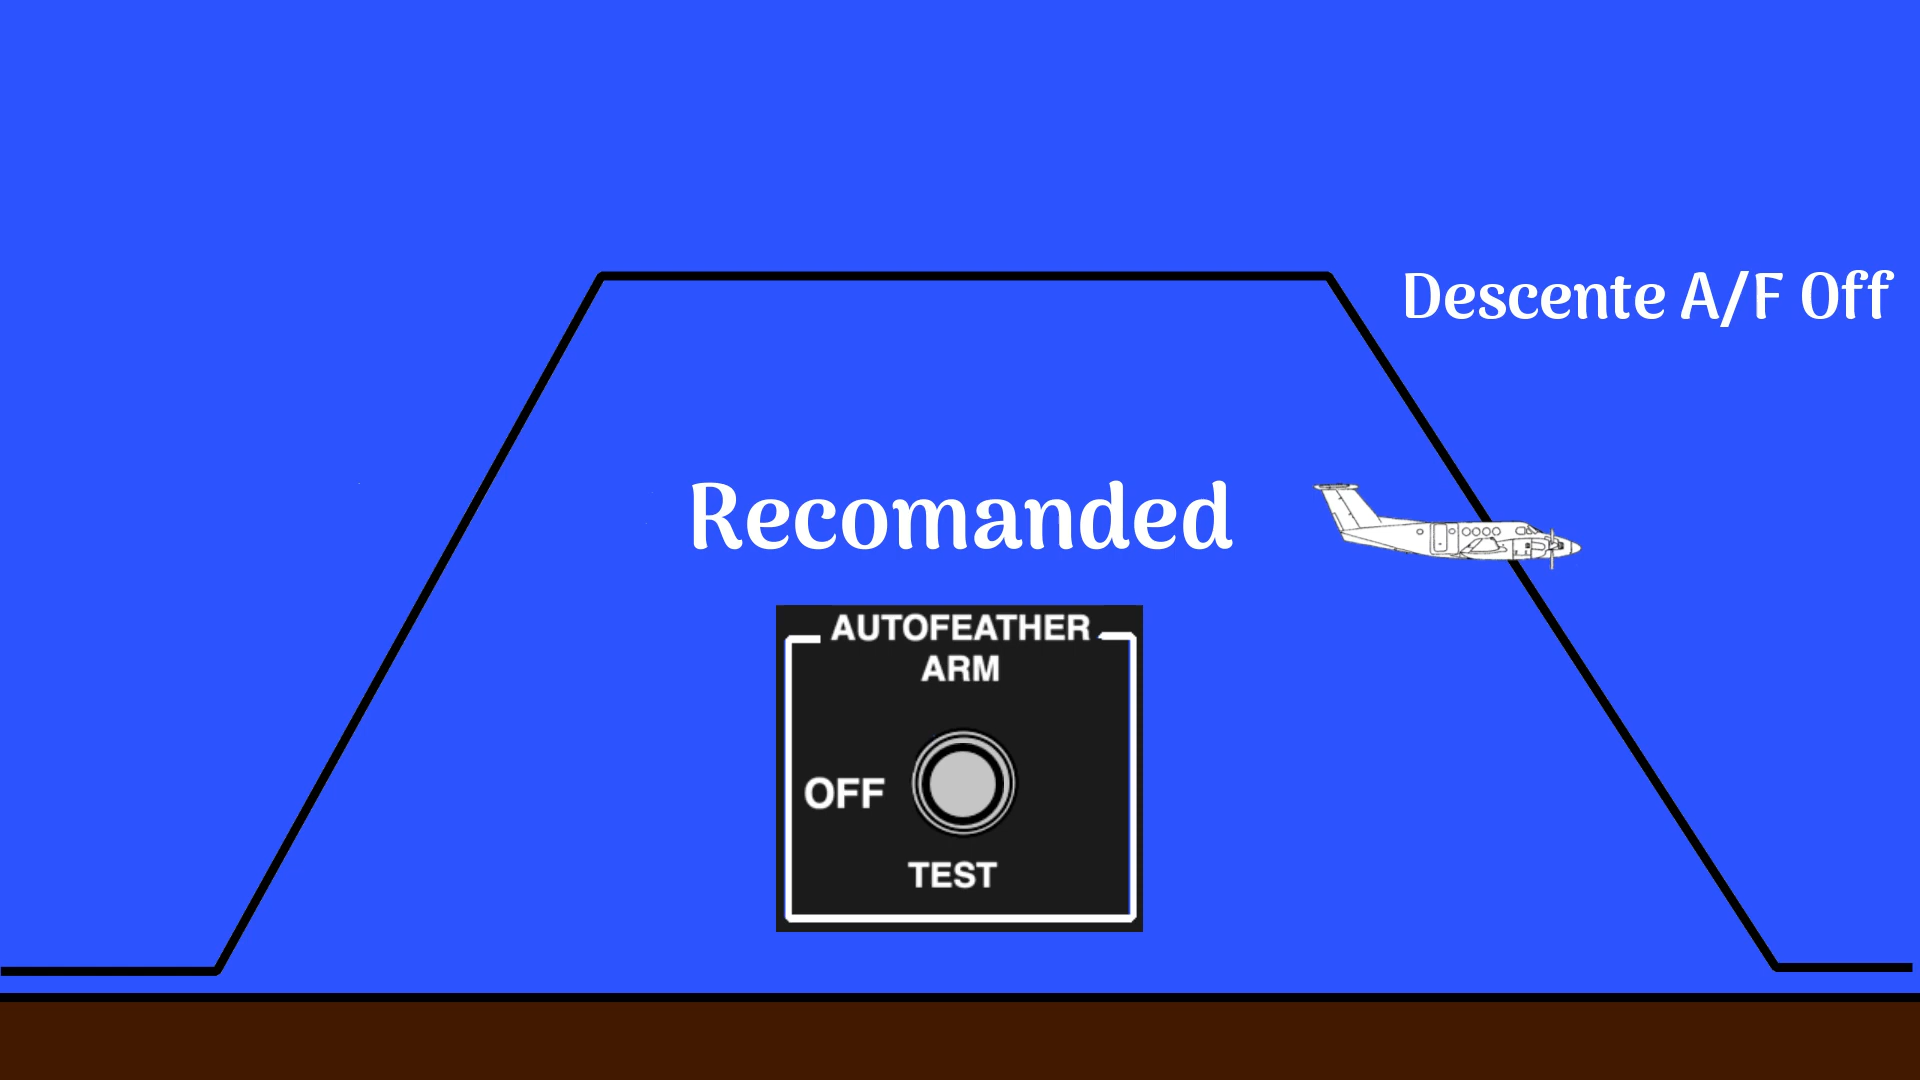 Descente A/F Off
Recomanded
AUTOFEATHER
ARM
OFF
TEST